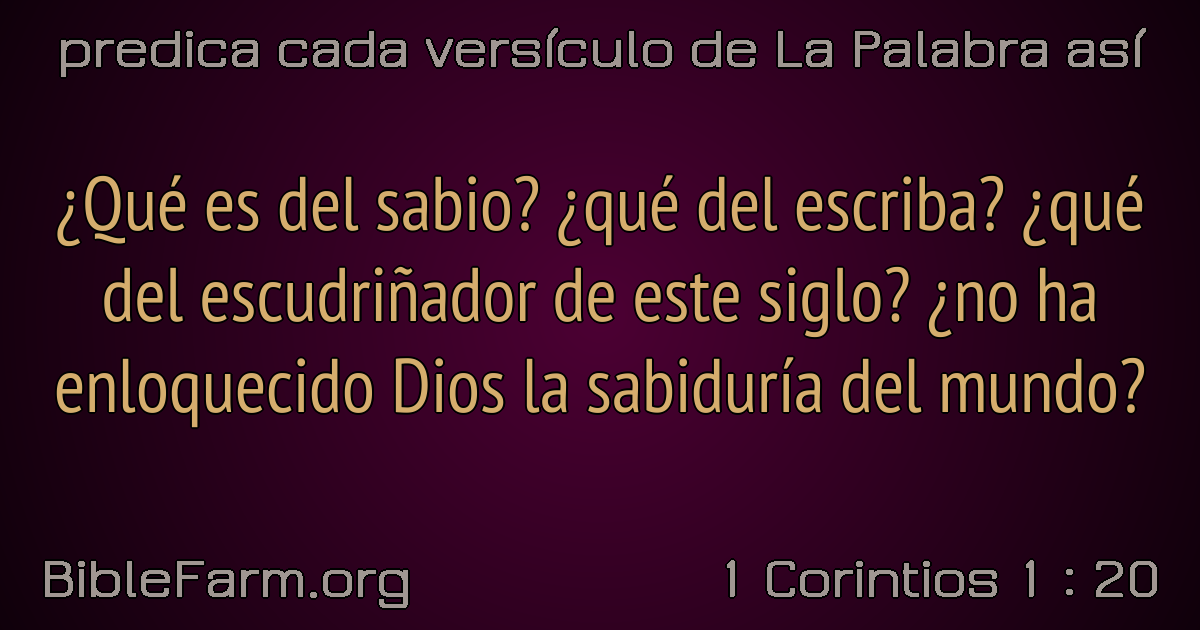 predica cada versículo de La Palabra así
¿Qué es del sabio? ¿qué del escriba? ¿qué
del escudriñador de este siglo? ¿no ha
enloquecido Dios la sabiduría del mundo?
BibleFarm.org
1 Corintios 1 : 20